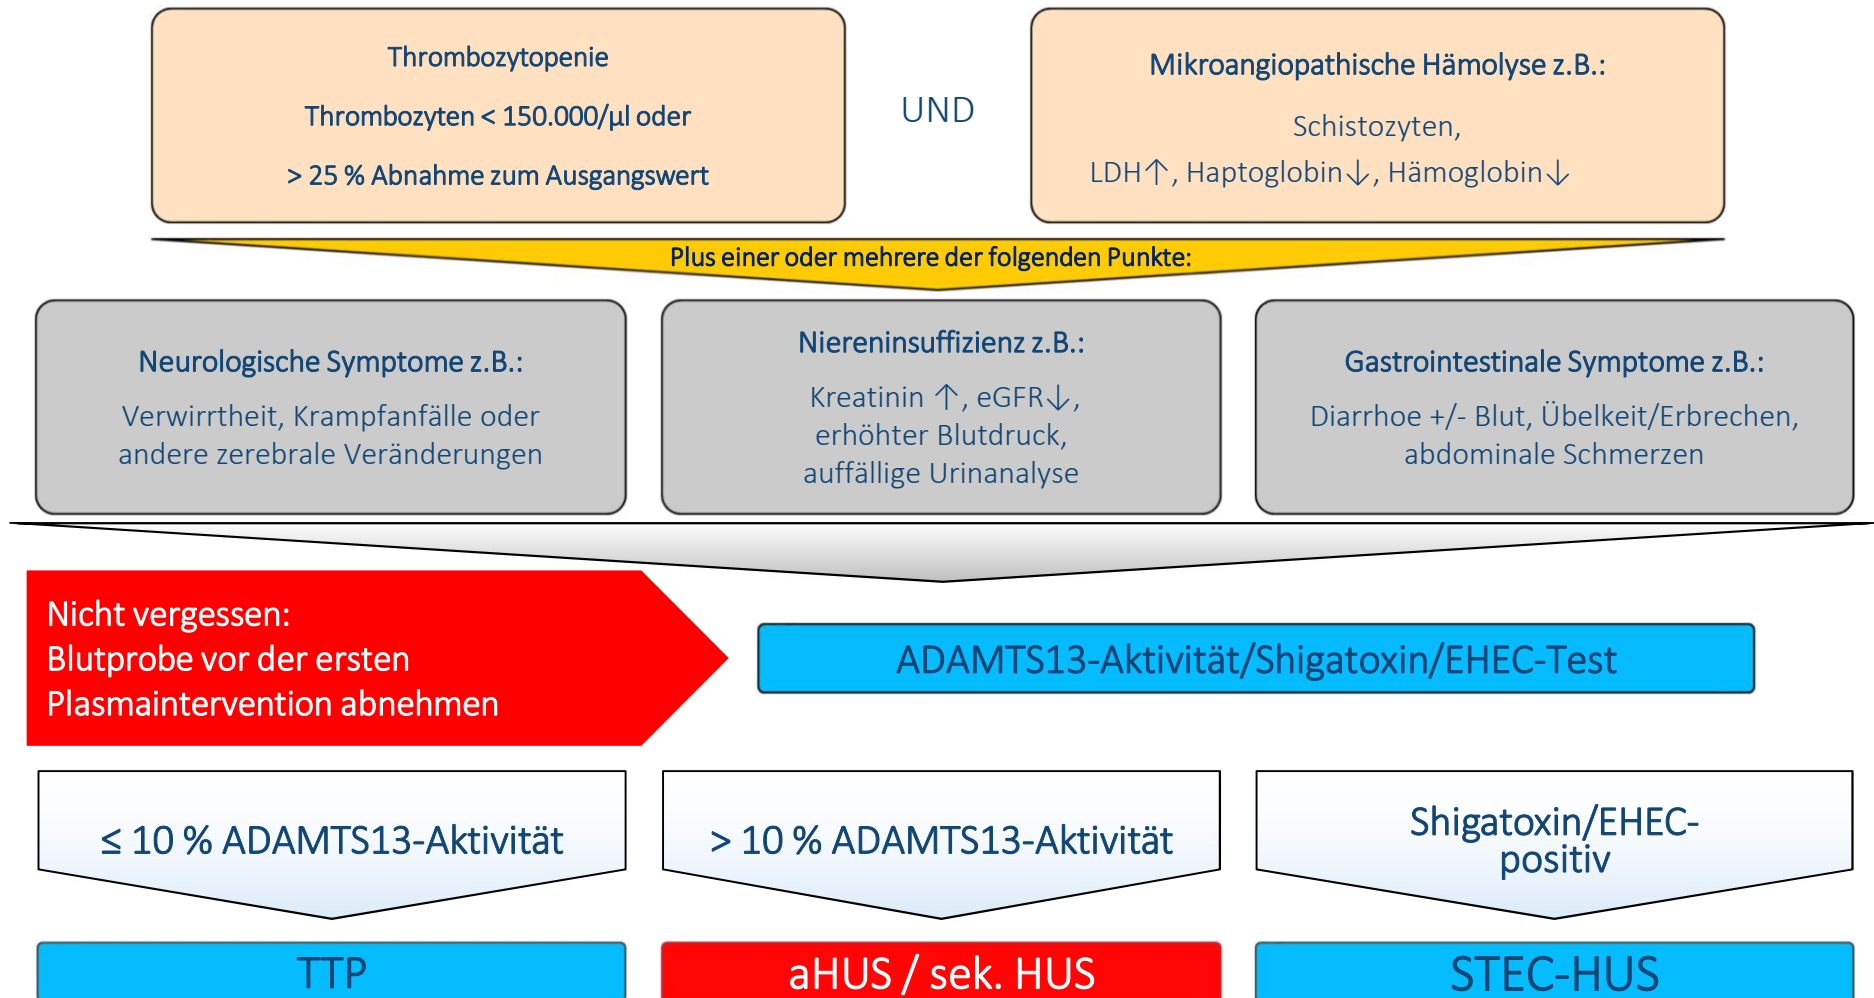 Thrombozytopenie
Thrombozyten < 150.000/µl oder
> 25 % Abnahme zum Ausgangswert
UND
Mikroangiopathische Hämolyse z.B.:
Schistozyten,
LDH↑, Haptoglobin↓, Hämoglobin↓
Plus einer oder mehrere der folgenden Punkte:
Neurologische Symptome z.B.:
Verwirrtheit, Krampfanfälle oder
andere zerebrale Veränderungen
Niereninsuffizienz z.B.:
Kreatinin ↑, eGFR↓,
erhöhter Blutdruck,
auffällige Urinanalyse
Gastrointestinale Symptome z.B.:
Diarrhoe +/- Blut, Übelkeit/Erbrechen,
abdominale Schmerzen
Nicht vergessen:
Blutprobe vor der ersten
Plasmaintervention abnehmen
ADAMTS13-Aktivität/Shigatoxin/EHEC-Test
≤ 10 % ADAMTS13-Aktivität
> 10 % ADAMTS13-Aktivität
Shigatoxin/EHEC-
positiv
TTP
aHUS / sek. HUS
STEC-HUS